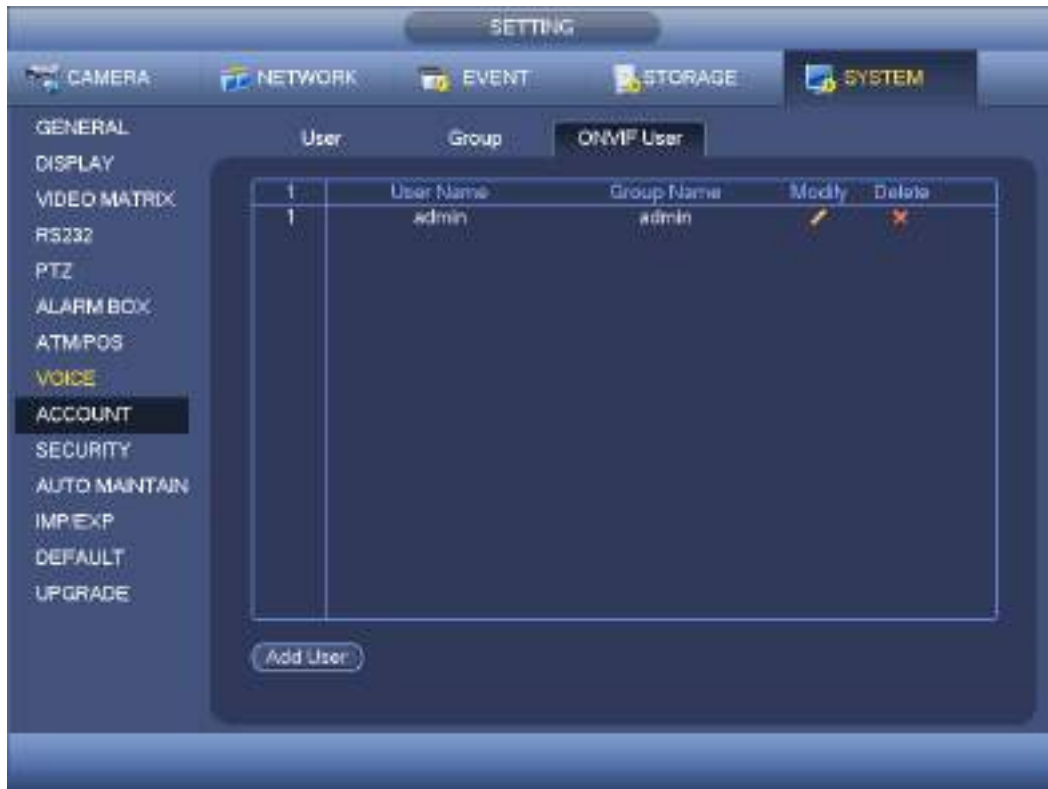 SETTING
CAMERA NETWORK EVENT STORAGE SYSTEM
GENERAL
DISPLAY
VIDEO MATRIX
RS232
PTZ
ALARM BOX
ATM/POS
VOICE
ACCOUNT
SECURITY
AUTO MAINTAIN
IMP/EXP
DEFAULT
UPGRADE
User Group ONVIF User
1 User Name Group Name Modify Delete
1 admin admin
Add User